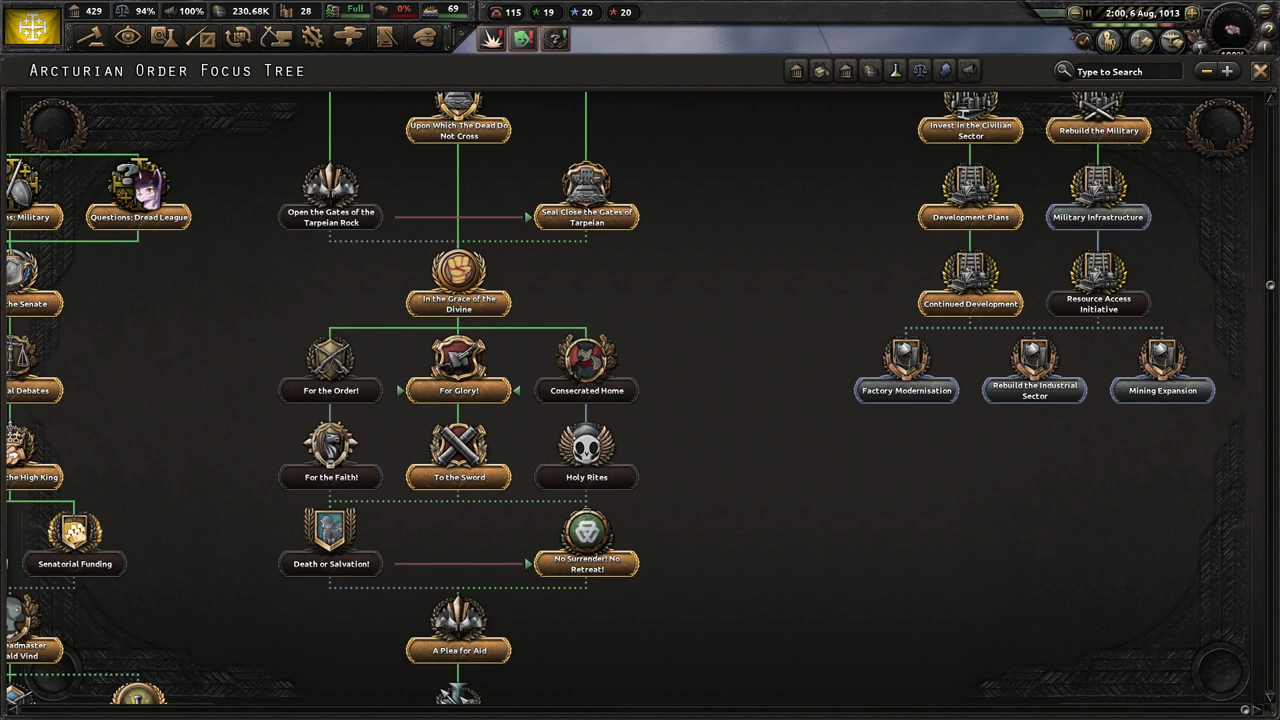 429
94%
100%
230.68K
28
Full
0%
69
115
19
20
20
2:00, 6 Aug, 1013
Arcturian Order Focus Tree
Type to Search
Upon Which The Dead Do
Not Cross
Invest in the Civilian
Sector
Rebuild the Military
ns; Military
Questions; Dread League
Open the Gates of the
Tarpeian Rock
Seal Close the Gates of
Tarpeian
Development Plans
Military Infrastructure
the Senate
In the Grace of the
Divine
Continued Development
Resource Access
Initiative
al Debates
For the Order!
For Glory!
Consecrated Home
Factory Modernisation
Rebuild the Industrial
Sector
Mining Expansion
the High King
For the Faith!
To the Sword
Holy Rites
Senatorial Funding
Death or Salvation!
No Surrender! No
Retreat!
eadmaster
ald Vind
A Plea for Aid